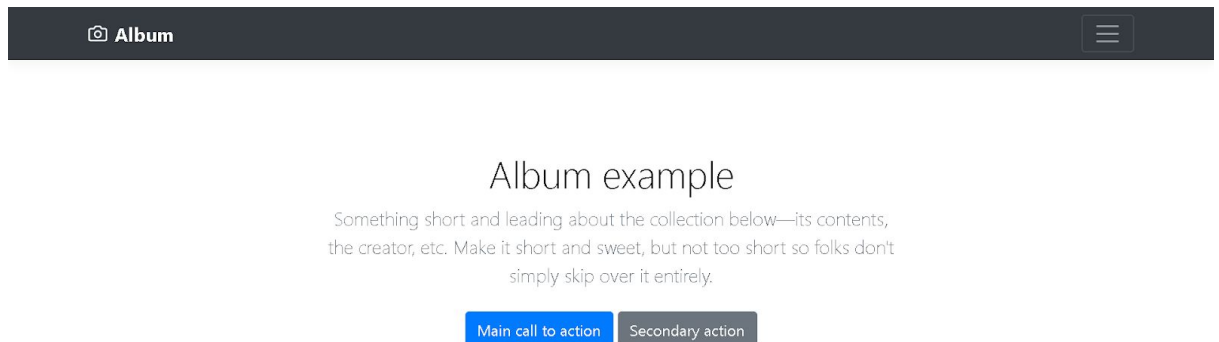 Album
Album example
Something short and leading about the collection below—its contents,
the creator, etc. Make it short and sweet, but not too short so folks don't
simply skip over it entirely.
Main call to action
Secondary action